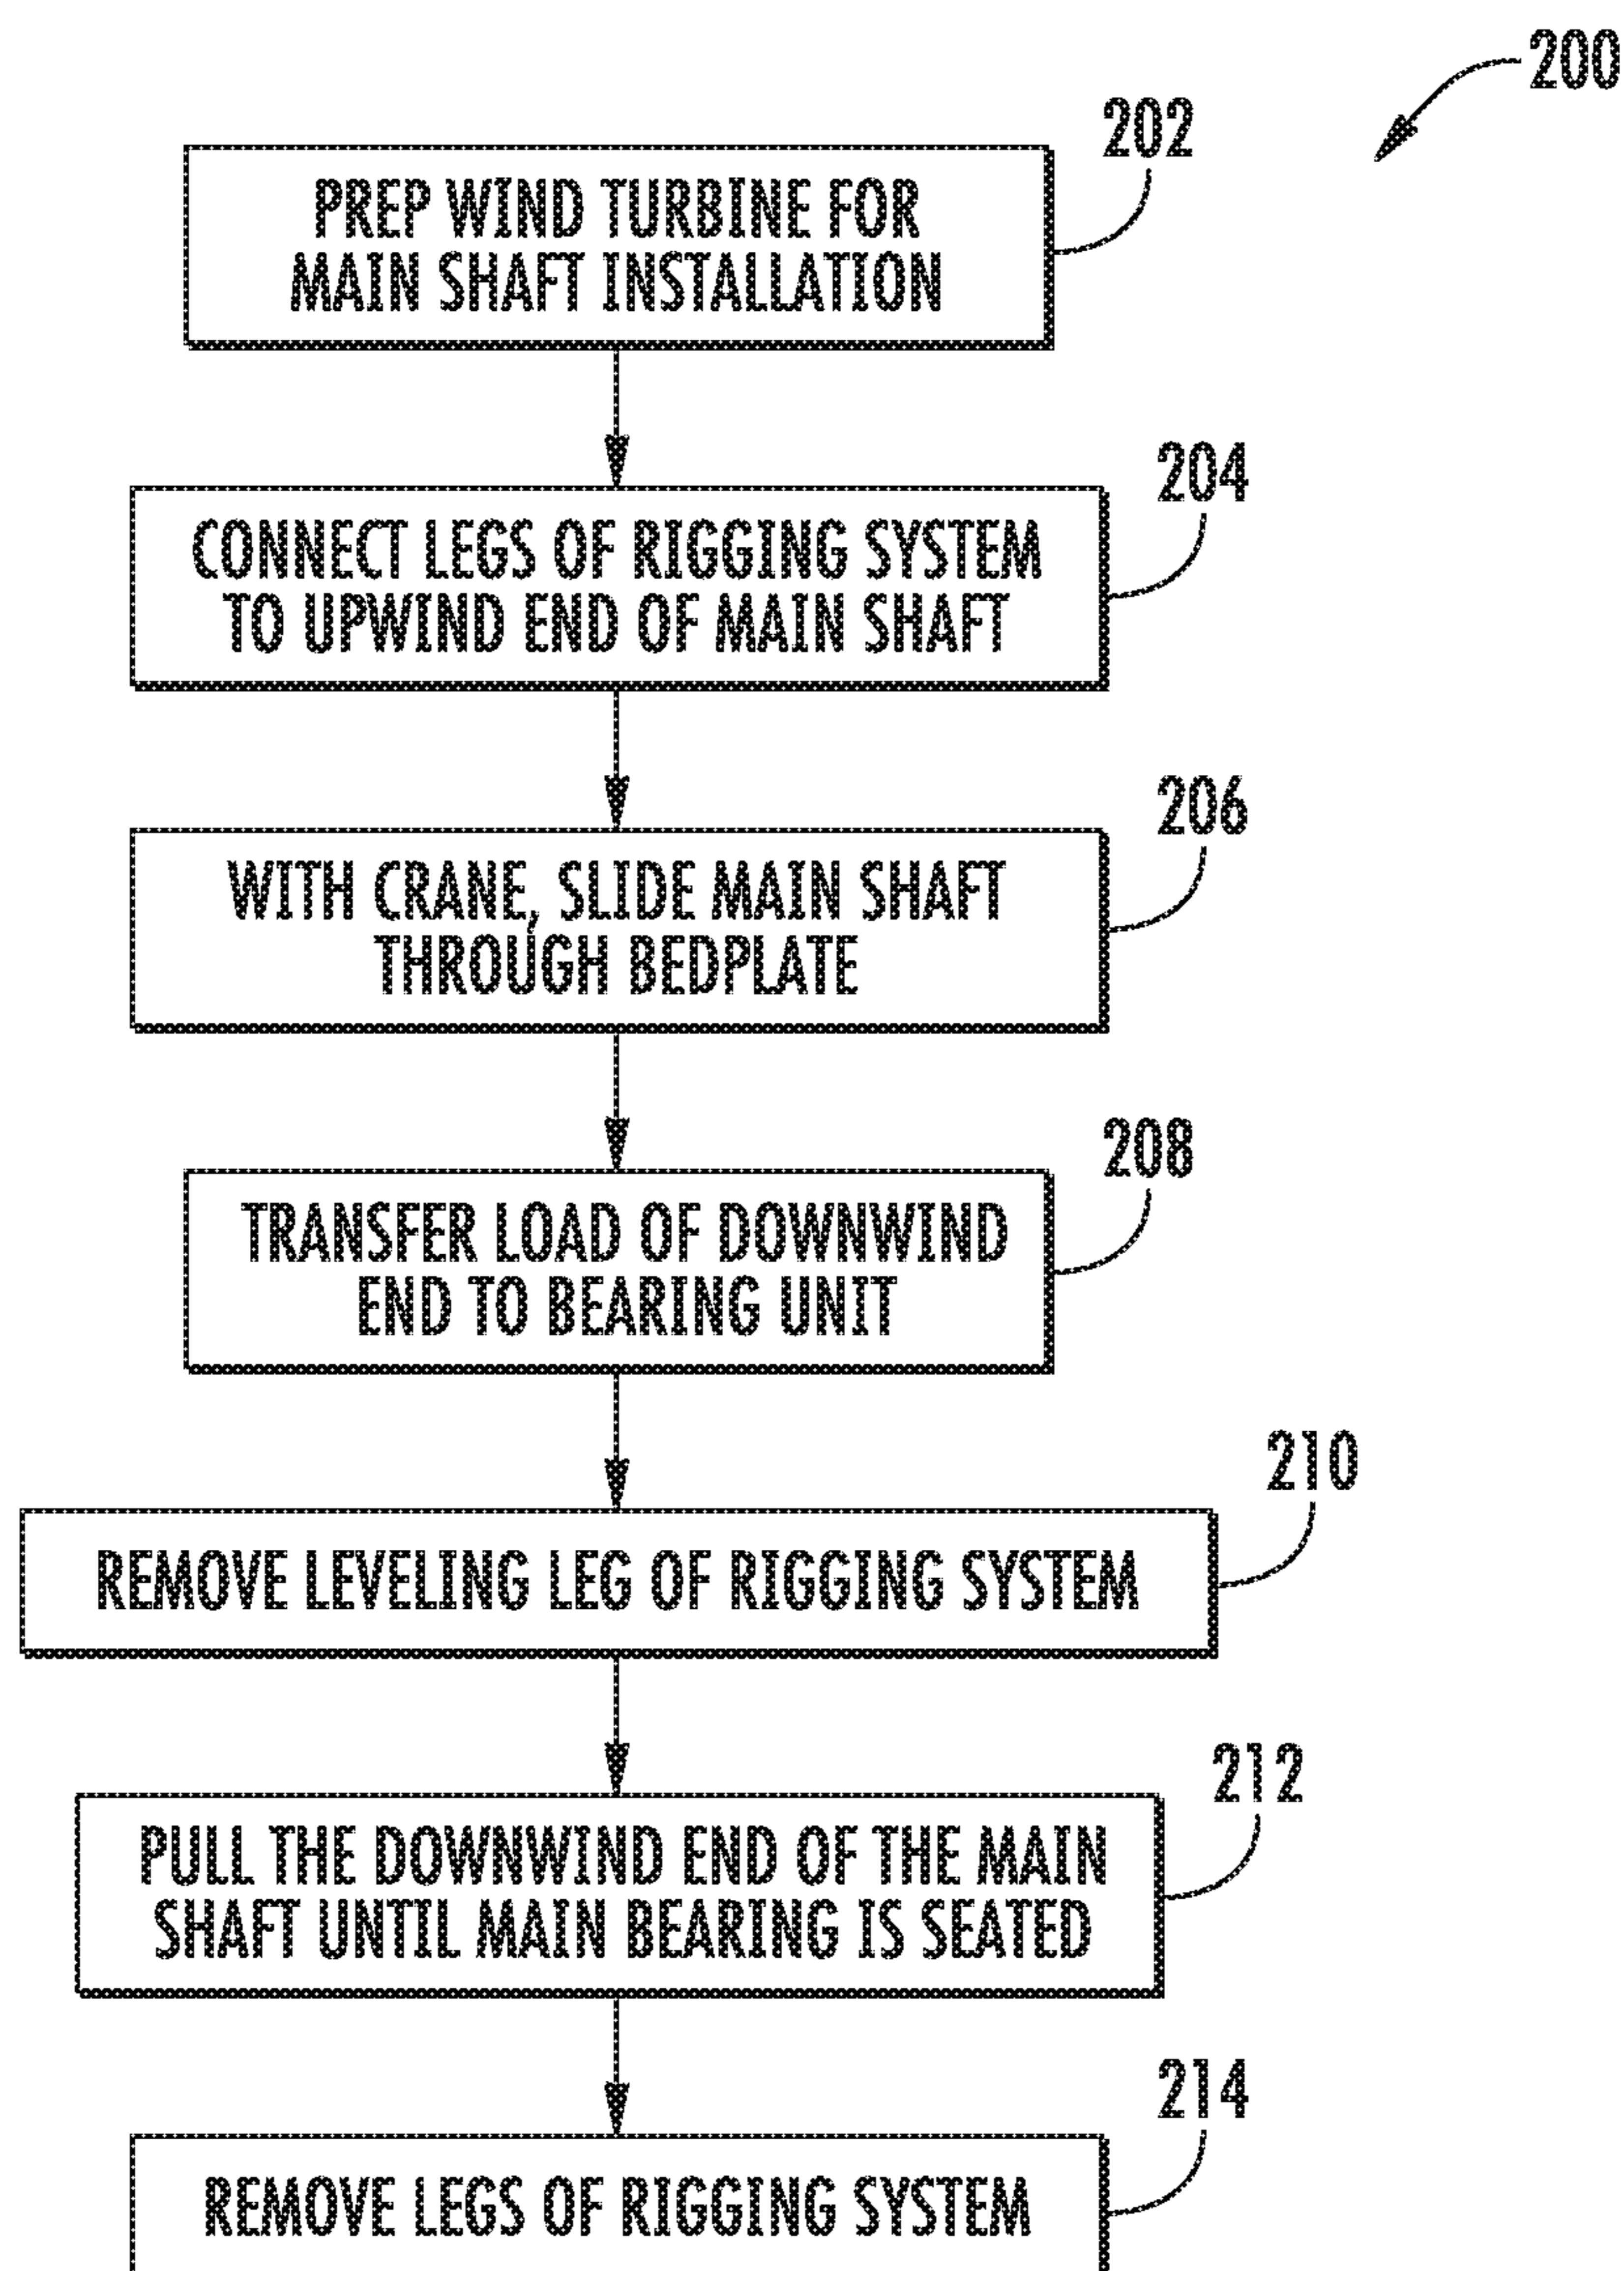 200
202
PREP WIND TURBINE FOR
MAIN SHAFT INSTALLATION
204
CONNECT LEGS OF RIGGING SYSTEM
TO UPWIND END OF MAIN SHAFT
206
WITH CRANE, SLIDE MAIN SHAFT
THROUGH BEDPLATE
208
TRANSFER LOAD OF DOWNWIND
END TO BEARING UNIT
210
REMOVE LEVELING LEG OF RIGGING SYSTEM
212
PULL THE DOWNWIND END OF THE MAIN
SHAFT UNTIL MAIN BEARING IS SEATED
214
REMOVE LEGS OF RIGGING SYSTEM